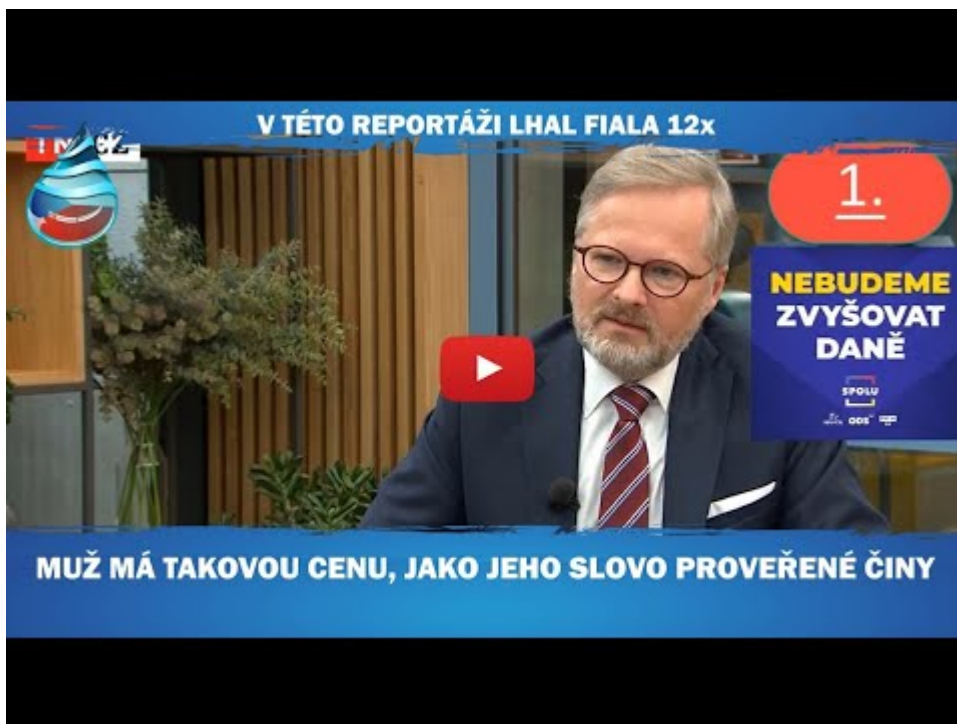 V TÉTO REPORTÁŽI LHAL FIALA 12x
1.
NEBUDEME
ZVYŠOVAT
DANĚ
SPOLU
ODS
MUŽ MÁ TAKOVOU CENU, JAKO JEHO SLOVO PROVEŘENÉ ČINY